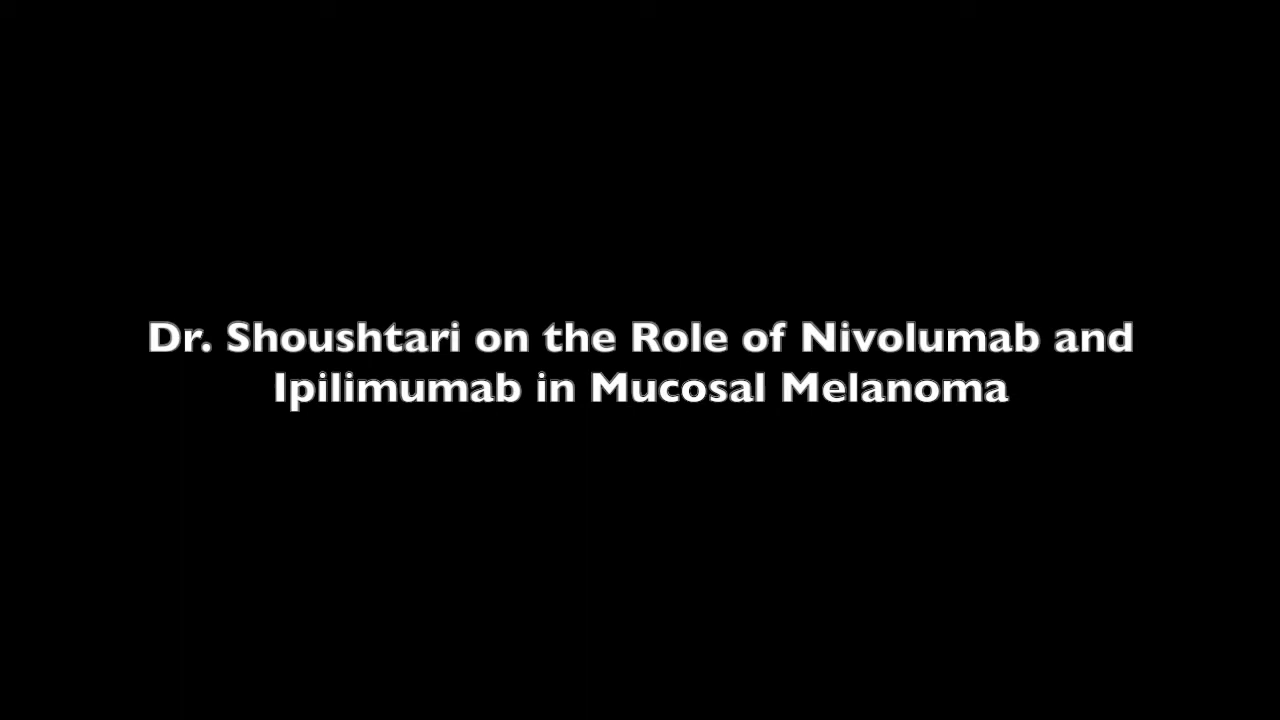 Dr. Shoushtari on the Role of Nivolumab and
Ipilimumab in Mucosal Melanoma